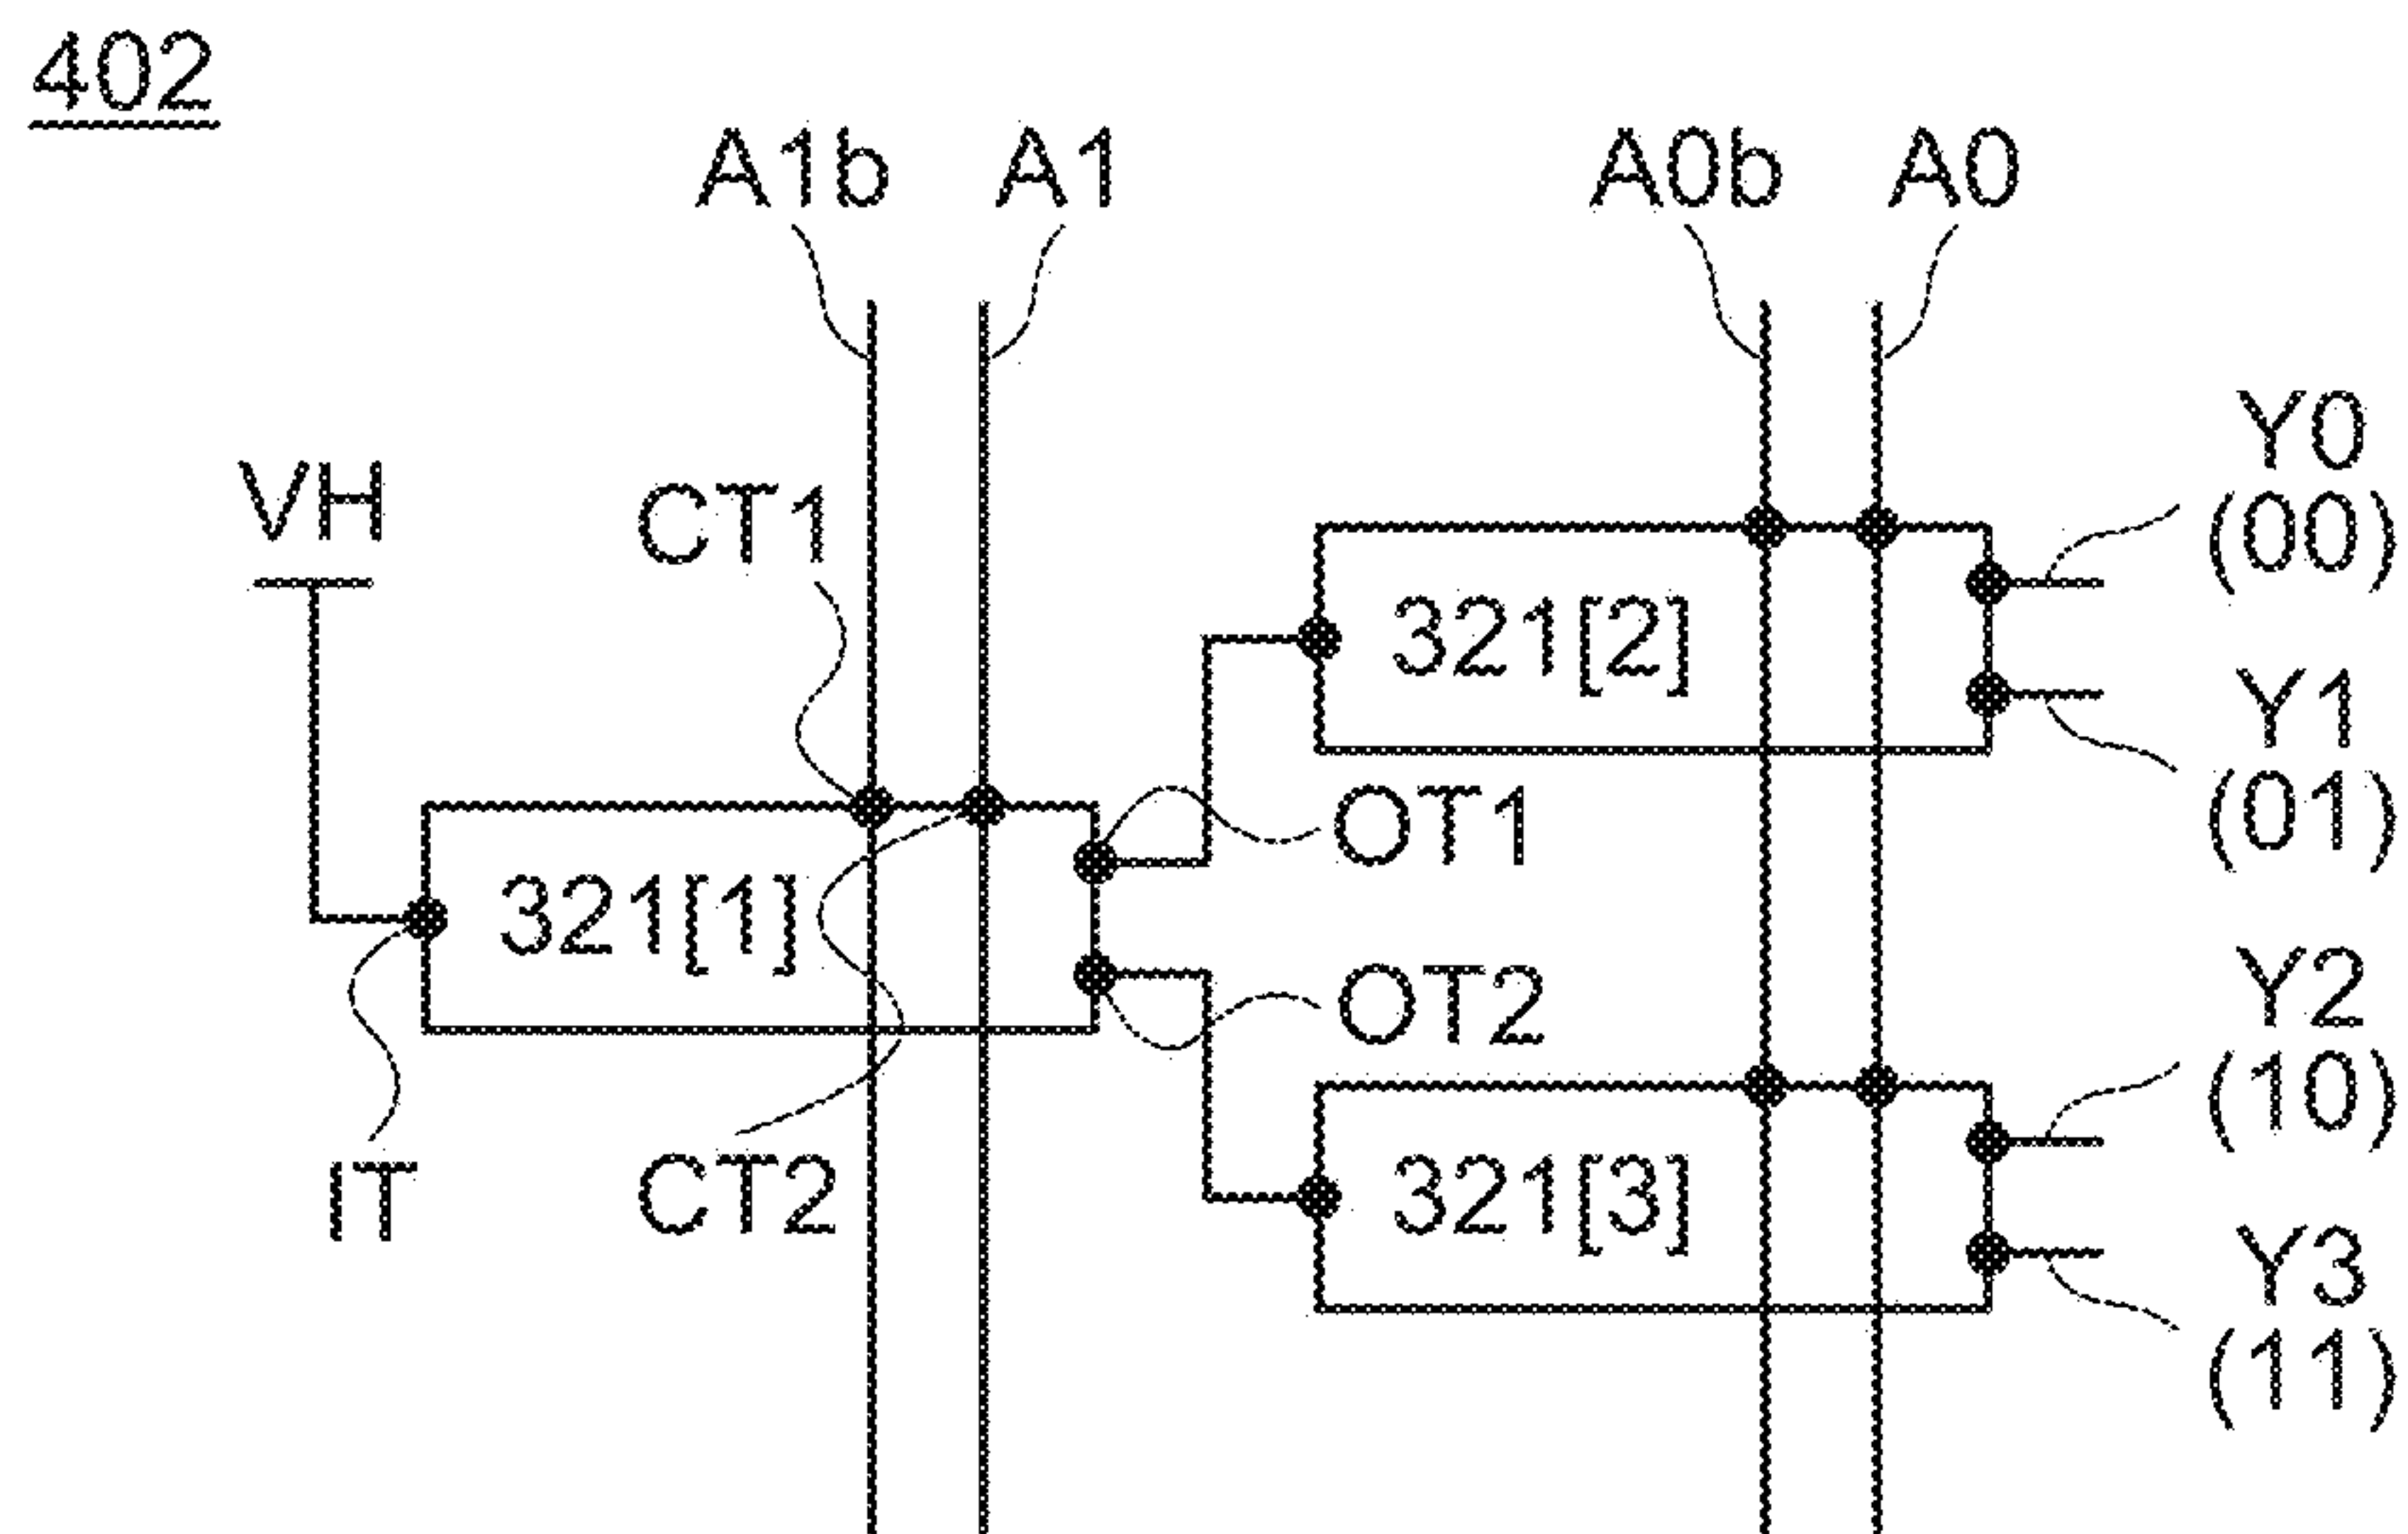 402
A1b
A1
A0b
A0
VH
CT1
Y0
(00)
321[2]
Y1
(01)
OT1
321[1]
OT2
Y2
(10)
IT
CT2
321[3]
Y3
(11)